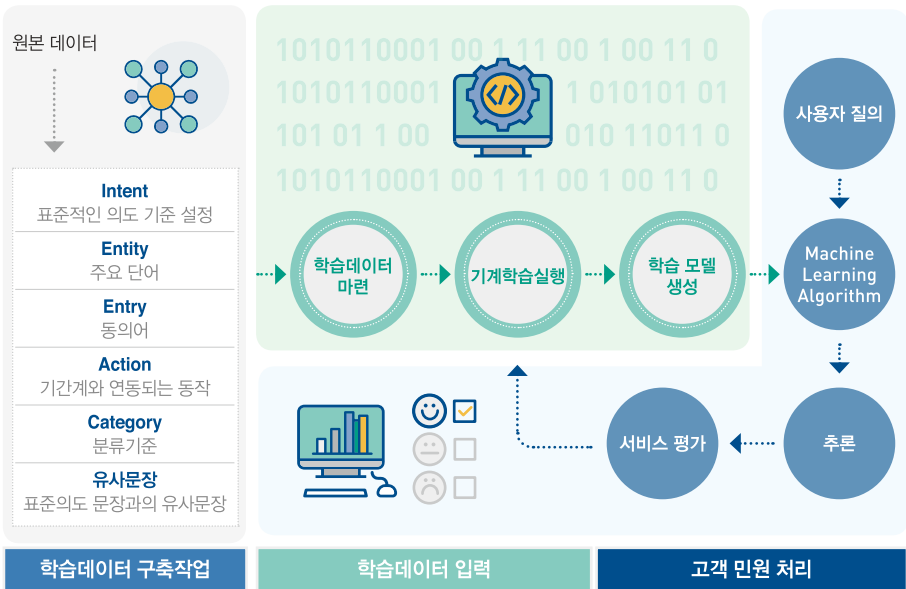 원본 데이터
Intent
표준적인 의도 기준 설정
Entity
주요 단어
Entry
동의어
Action
기간계와 연동되는 동작
Category
분류기준
유사문장
표준의도 문장과의 유사문장
학습데이터 구축작업
1010110001 00 1 11 00 1 00 11 0
1010110001 1010101 01
101 01 1 00 010 11011 0
1010110001 00 1 11 00 1 00 11 0
</>
학습데이터
마련
기계학습실행
학습 모델
생성
학습데이터 입력
사용자 질의
Machine
Learning
Algorithm
추론
서비스 평가
고객 민원 처리